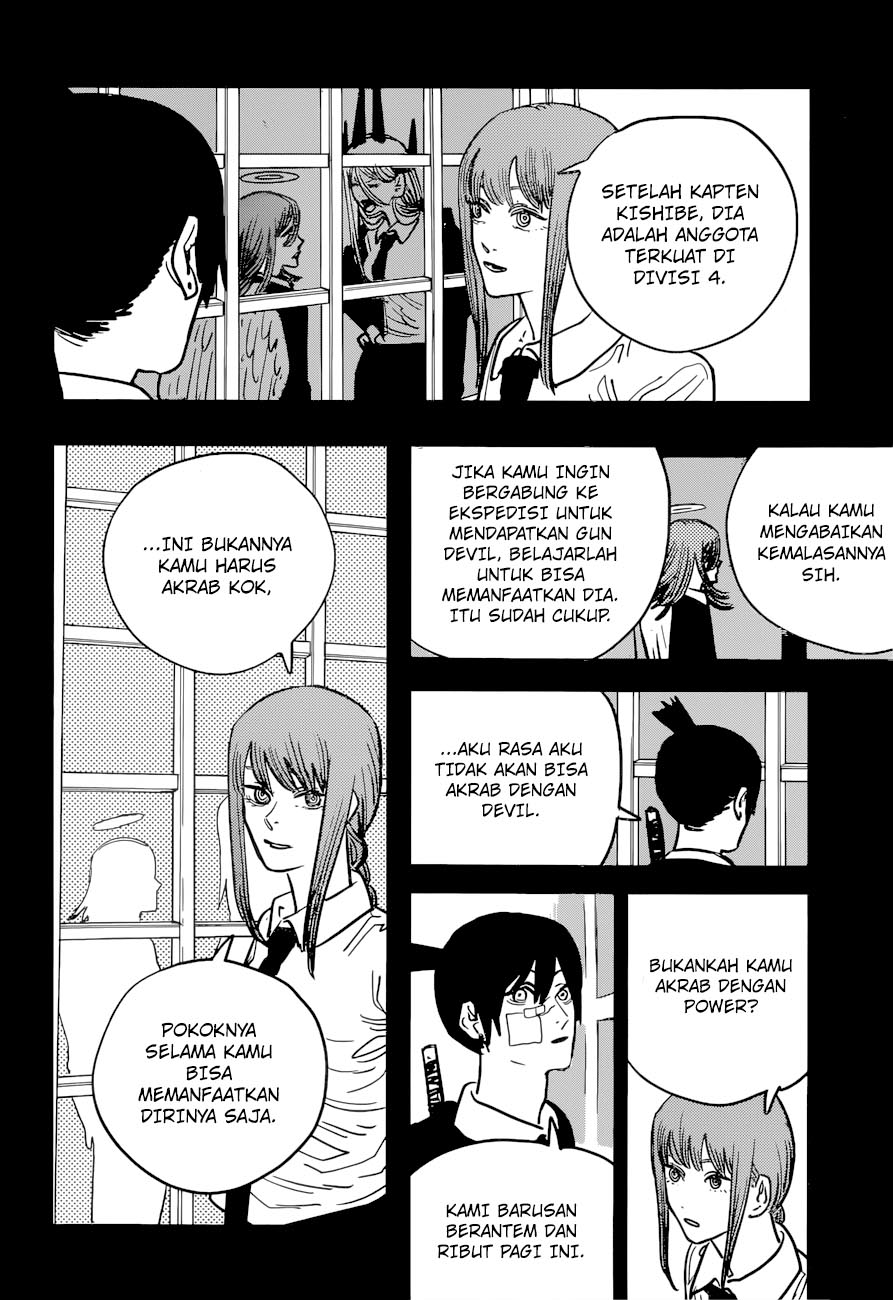 SETELAH KAPTEN
KISHIBE, DIA
ADALAH ANGGOTA
TERKUAT DI
DIVISI 4.
KALAU KAMU
MENGABAIKAN
KEMALASANNYA
SIH.
JIKA KAMU INGIN
BERGABUNG KE
EKSPEDISI UNTUK
MENDAPATKAN GUN
DEVIL, BELAJARLAH
UNTUK BISA
MEMANFAATKAN DIA.
ITU SUDAH CUKUP.
...AKU RASA AKU
TIDAK AKAN BISA
AKRAB DENGAN
DEVIL.
BUKANKAH KAMU
AKRAB DENGAN
POWER?
KAMI BARUSAN
BERANTEM DAN
RIBUT PAGI INI.
...INI BUKANNYA
KAMU HARUS
AKRAB KOK,
POKOKNYA
SELAMA KAMU
BISA
MEMANFAATKAN
DIRINYA SAJA.